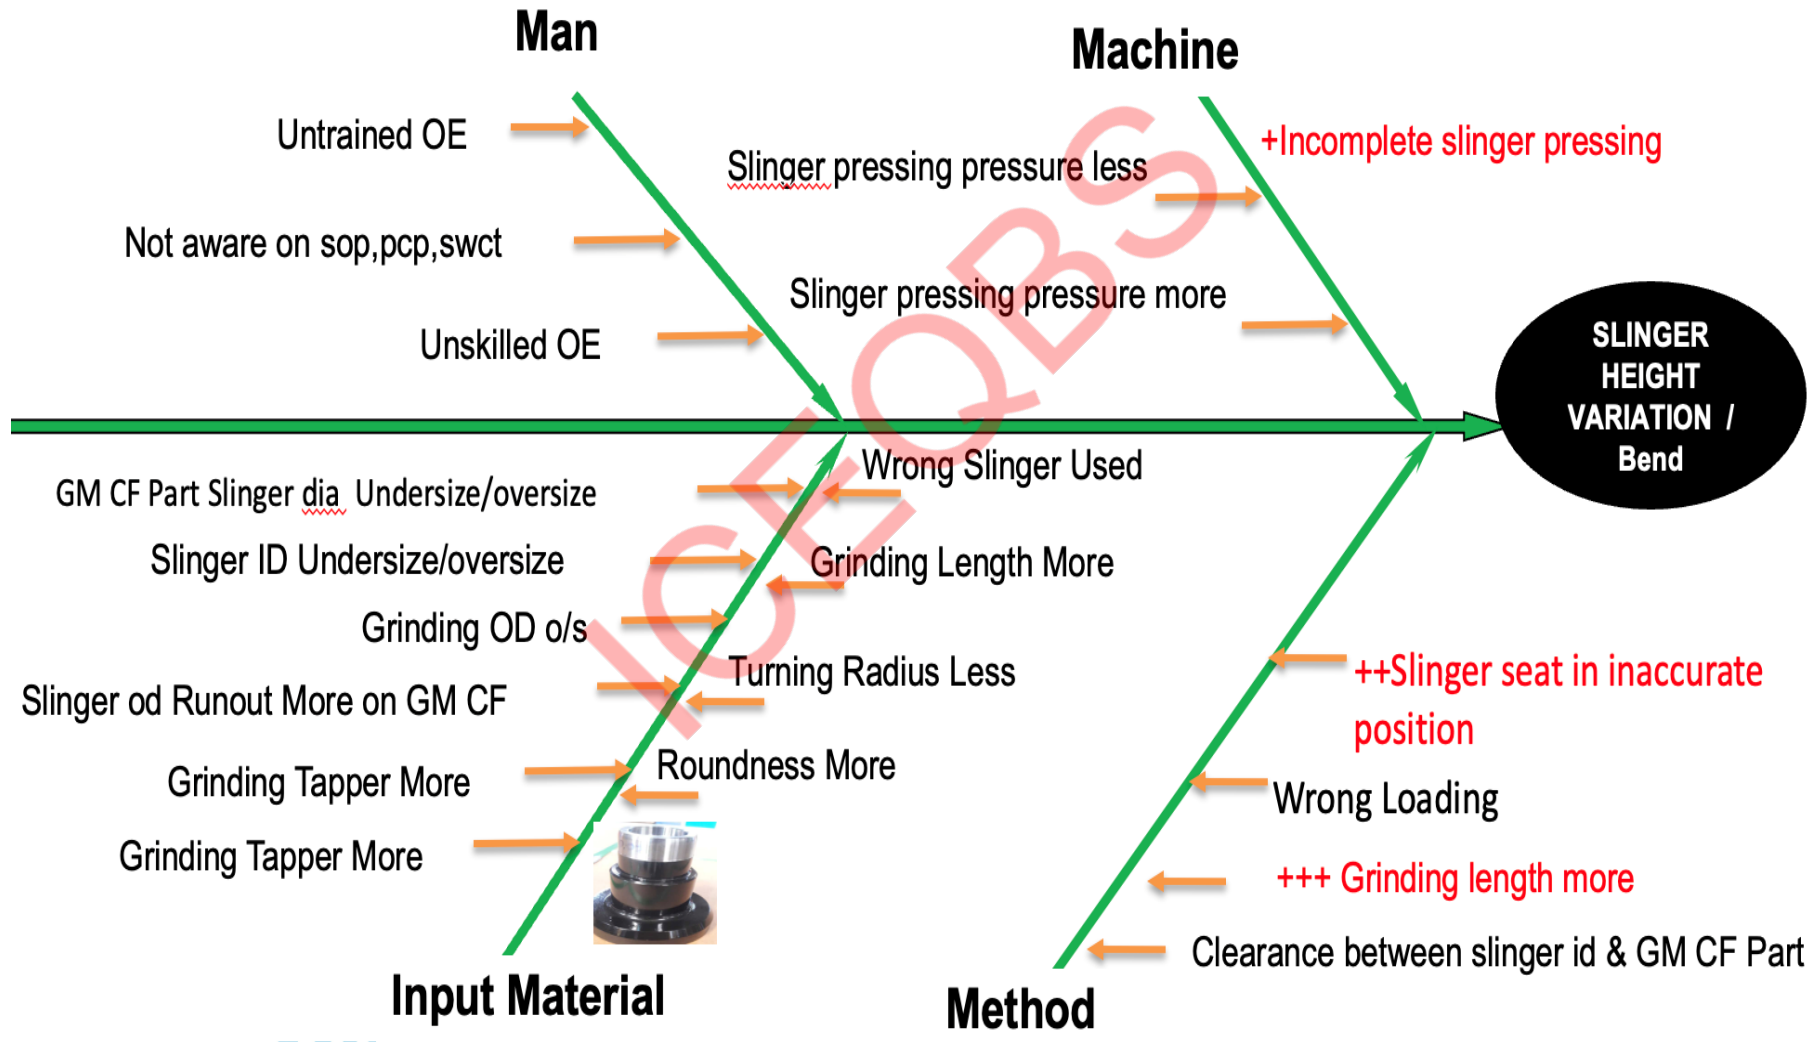 Man
Machine
Untrained OE
+Incomplete slinger pressing
Slinger pressing pressure less
Not aware on sop,pcp,swct
Slinger pressing pressure more
Unskilled OE
SLINGER
HEIGHT
VARIATION /
Bend
Wrong Slinger Used
GM CF Part Slinger dia Undersize/oversize
Slinger ID Undersize/oversize
Grinding Length More
Grinding OD o/s
Turning Radius Less
Slinger od Runout More on GM CF
Roundness More
Grinding Tapper More
Grinding Tapper More
++Slinger seat in inaccurate
position
Wrong Loading
+++ Grinding length more
Clearance between slinger id & GM CF Part
Input Material
Method
ICEQBS